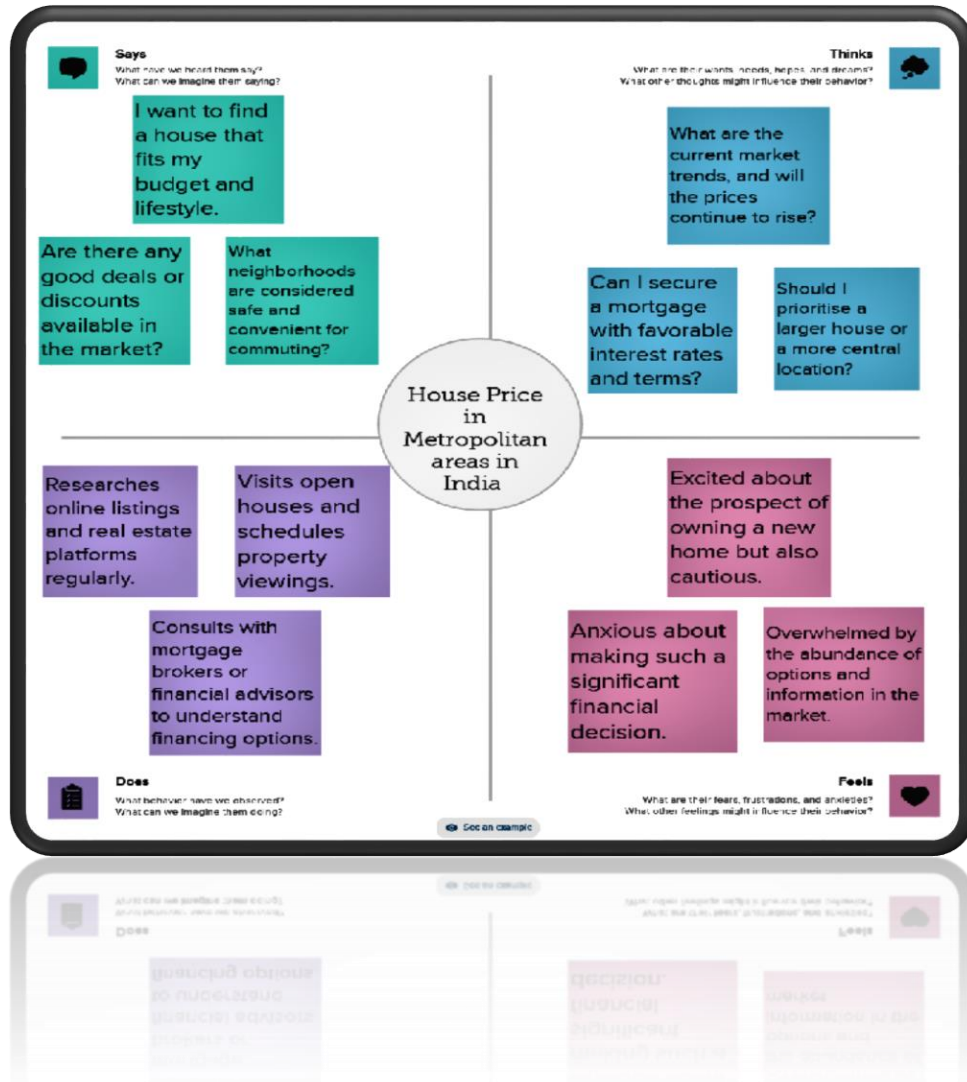 Says
What have we heard them say?
What can we imagine them saying?
I want to find
a house that
fits my
budget and
lifestyle.
Are there any
good deals or
discounts
available in
the market?
What
neighborhoods
are considered
safe and
convenient for
commuting?
Thinks
What are their wants, needs, hopes, and dreams?
What other thoughts might influence their behavior?
What are the
current market
trends, and will
the prices
continue to rise?
Can I secure
a mortgage
with favorable
interest rates
and terms?
Should I
prioritise a
larger house or
a more central
location?
House Price
in
Metropolitan
areas in
India
Researches
online listings
and real estate
platforms
regularly.
Visits open
houses and
schedules
property
viewings.
Consults with
mortgage
brokers or
financial advisors
to understand
financing options.
Does
What behavior have we observed?
What can we imagine them doing?
Excited about
the prospect of
owning a new
home but also
cautious.
Anxious about
making such a
significant
financial
decision.
Overwhelmed by
the abundance of
options and
information in the
market.
Feels
What are their fears, frustrations, and anxieties?
What other feelings might influence their behavior?
See an example